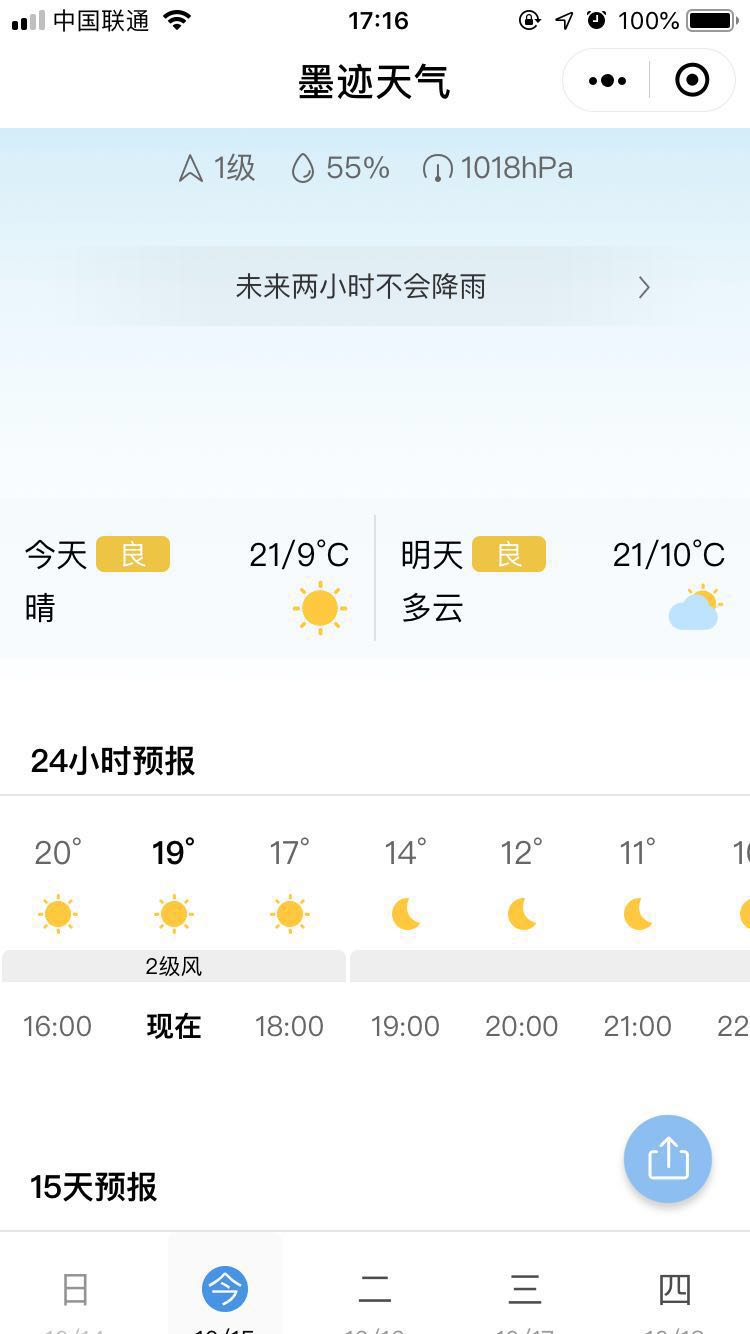 中国联通 17:16 100%
墨迹天气
1级 55% 1018hPa
未来两小时不会降雨
今天 良 21/9°C 明天 良 21/10°C
晴 多云
24小时预报
20° 19° 17° 14° 12° 11°
2级风
16:00 现在 18:00 19:00 20:00 21:00
15天预报
日 今 二 三 四